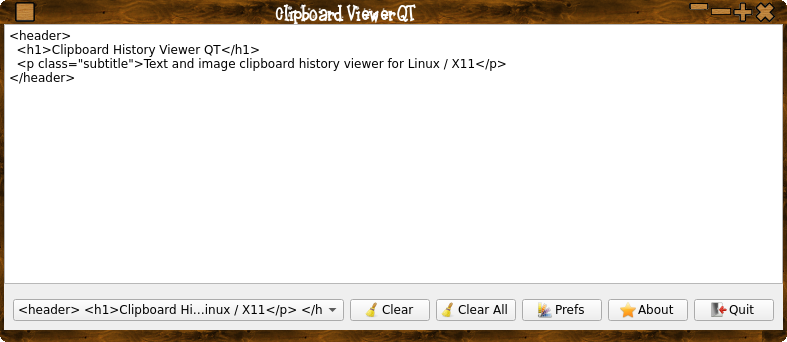 Clipboard Viewer QT
<header>
  <h1>Clipboard History Viewer QT</h1>
  <p class="subtitle">Text and image clipboard history viewer for Linux / X11</p>
</header>
<header> <h1>Clipboard Hi...inux / X11</p> </h
Clear
Clear All
Prefs
About
Quit